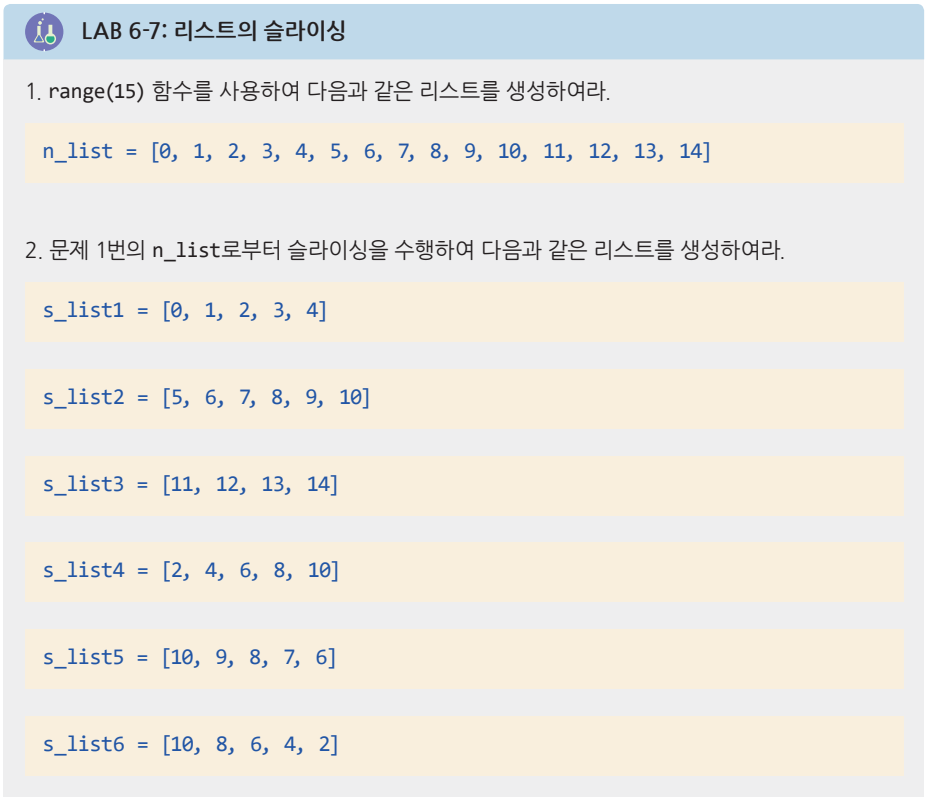 LAB 6-7: 리스트의 슬라이싱
1. range(15) 함수를 사용하여 다음과 같은 리스트를 생성하여라.
n_list = [0, 1, 2, 3, 4, 5, 6, 7, 8, 9, 10, 11, 12, 13, 14]
2. 문제 1번의 n_list로부터 슬라이싱을 수행하여 다음과 같은 리스트를 생성하여라.
s_list1 = [0, 1, 2, 3, 4]
s_list2 = [5, 6, 7, 8, 9, 10]
s_list3 = [11, 12, 13, 14]
s_list4 = [2, 4, 6, 8, 10]
s_list5 = [10, 9, 8, 7, 6]
s_list6 = [10, 8, 6, 4, 2]